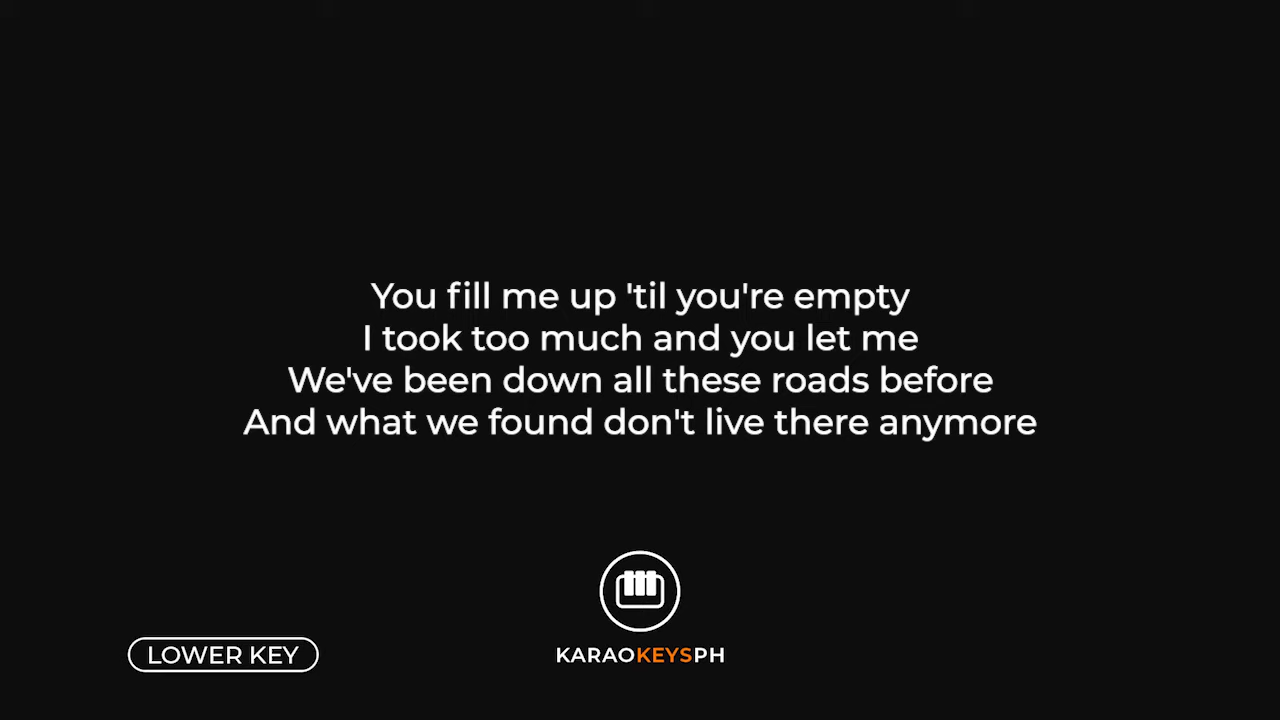 You fill me up 'til you're empty
I took too much and you let me
We've been down all these roads before
And what we found don't live there anymore
LOWER KEY
KARAOKEYSPH